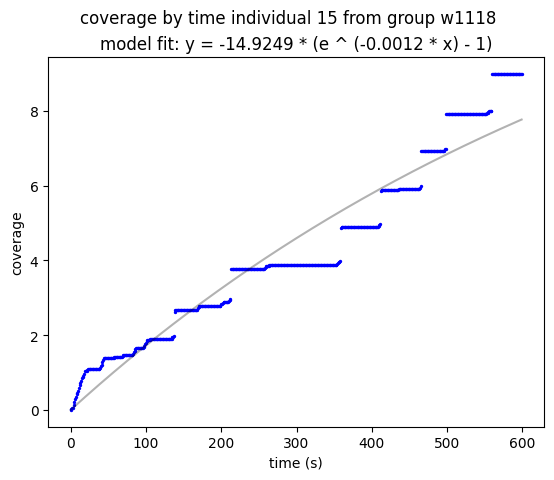 coverage by time individual 15 from group w1118
model fit: y = -14.9249 * (e ^ (-0.0012 * x) - 1)
8
6
4
2
0
coverage
0 100 200 300 400 500 600
time (s)